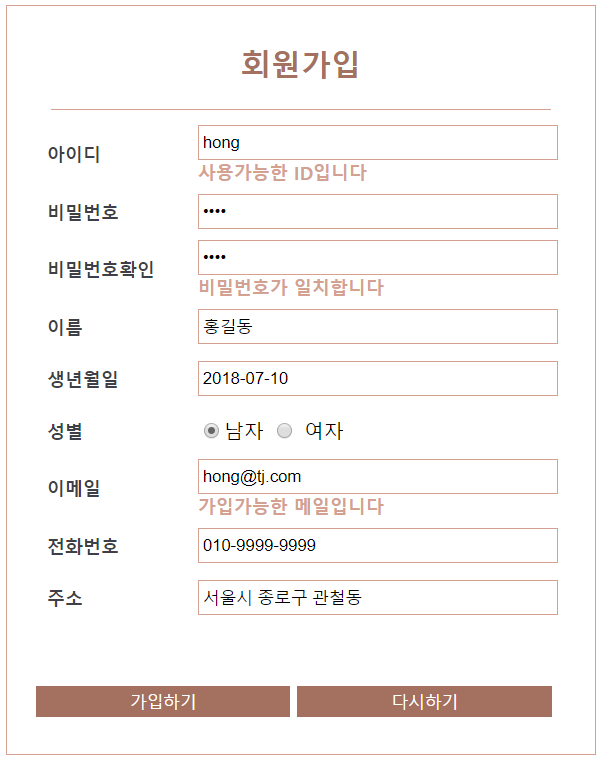 회원가입
아이디 hong
사용가능한 ID입니다
비밀번호 ••••
비밀번호확인 ••••
비밀번호가 일치합니다
이름 홍길동
생년월일 2018-07-10
성별 남자 여자
이메일 hong@tj.com
가입가능한 메일입니다
전화번호 010-9999-9999
주소 서울시 종로구 관철동
가입하기 다시하기